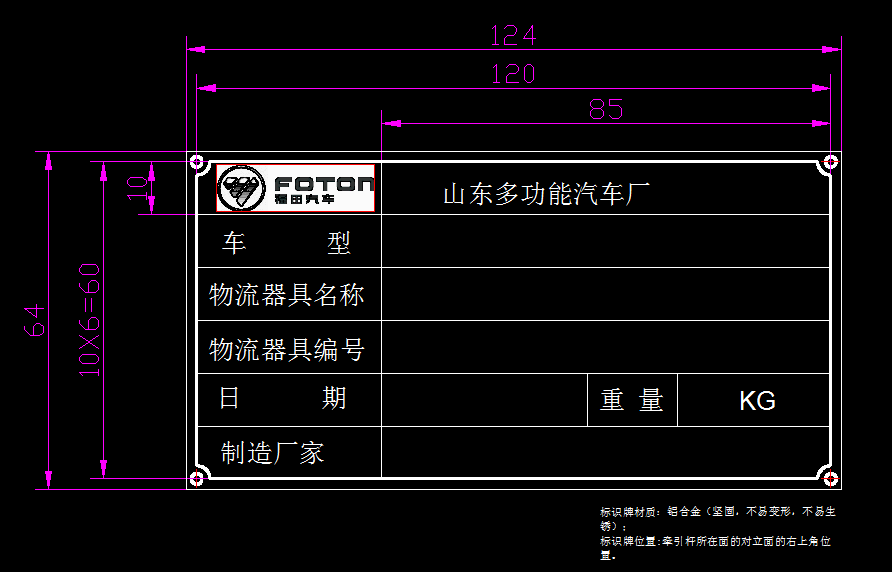 124
120
85
10
10X6=60
64
FOTON
福田汽车
山东多功能汽车厂
车 型
物流器具名称
物流器具编号
日 期
重 量
KG
制造厂家
标识牌材质：铝合金（坚固，不易变形，不易生
锈）；
标识牌位置:牵引杆所在面的对立面的右上角位
置。